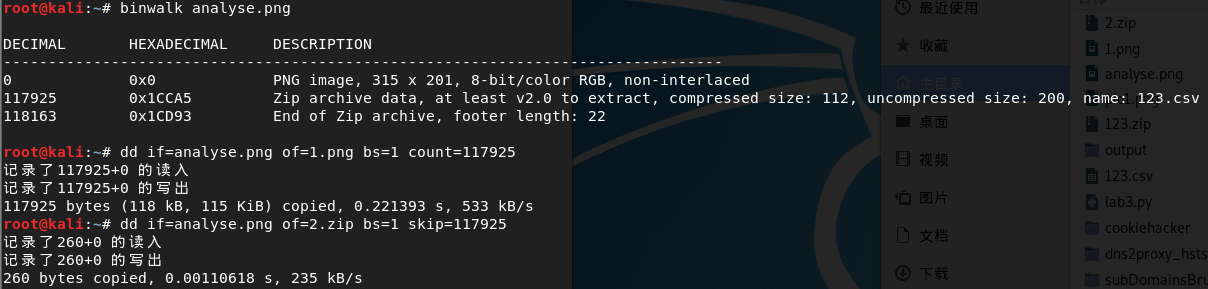 root@kali:~# binwalk analyse.png
DECIMAL       HEXADECIMAL     DESCRIPTION
--------------------------------------------------------------------------------
0             0x0             PNG image, 315 x 201, 8-bit/color RGB, non-interlaced
117925        0x1CCA5         Zip archive data, at least v2.0 to extract, compressed size: 112, uncompressed size: 200, name: 123.csv
118163        0x1CD93         End of Zip archive, footer length: 22
root@kali:~# dd if=analyse.png of=1.png bs=1 count=117925
记录了117925+0 的读入
记录了117925+0 的写出
117925 bytes (118 kB, 115 KiB) copied, 0.221393 s, 533 kB/s
root@kali:~# dd if=analyse.png of=2.zip bs=1 skip=117925
记录了260+0 的读入
记录了260+0 的写出
260 bytes copied, 0.00110618 s, 235 kB/s
最近使用
收藏
主目录
桌面
视频
图片
文档
下载
2.zip
1.png
analyse.png
123.zip
output
123.csv
lab3.py
cookiehacker
dns2proxy_hsts
subDomainsBru